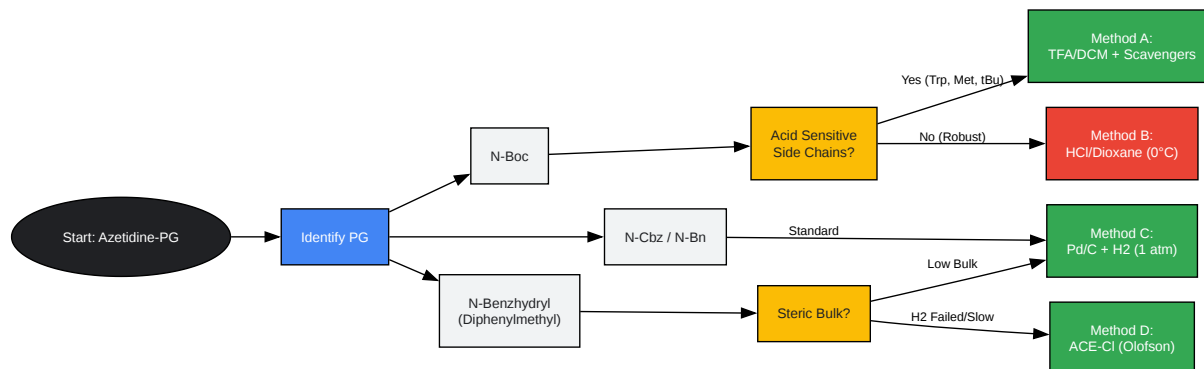 Method A:
TFA/DCM + Scavengers
Yes (Trp, Met, tBu)
Acid Sensitive
Side Chains?
No (Robust)
Method B:
HCl/Dioxane (0°C)
N-Boc
Start: Azetidine-PG
Identify PG
N-Cbz / N-Bn
Standard
Method C:
Pd/C + H2 (1 atm)
Low Bulk
N-Benzhydryl
(Diphenylmethyl)
Steric Bulk?
H2 Failed/Slow
Method D:
ACE-Cl (Olofson)